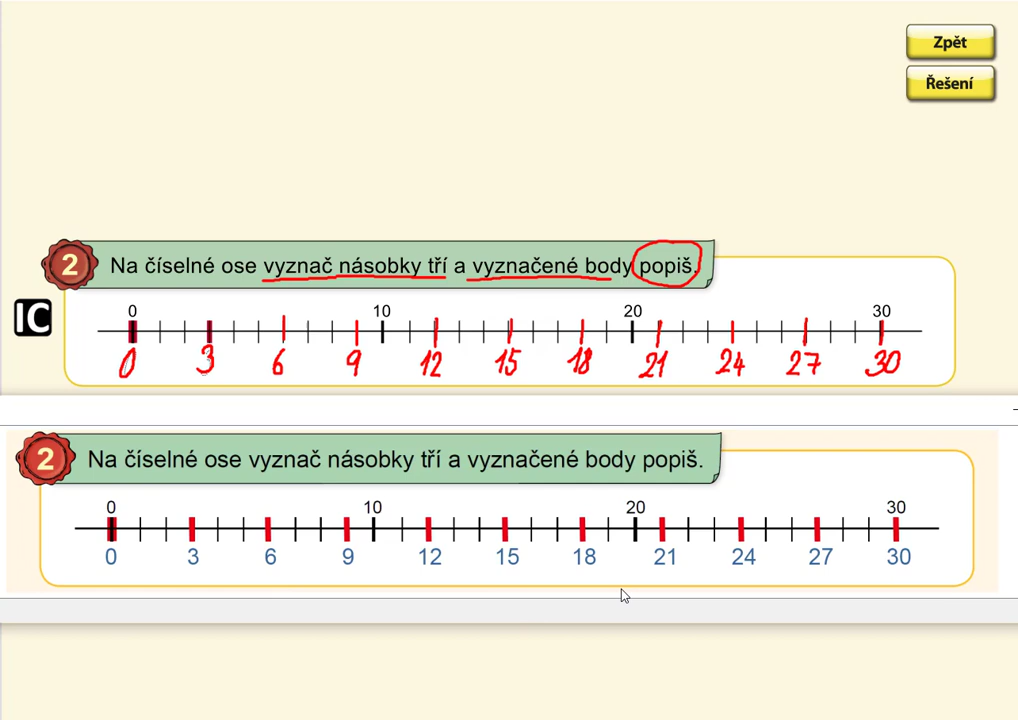 Zpět
Řešení
2 Na číselné ose vyznač násobky tří a vyznačené body popiš.
IC
0 10 20 30
0 3 6 9 12 15 18 21 24 27 30
2 Na číselné ose vyznač násobky tří a vyznačené body popiš.
0 10 20 30
0 3 6 9 12 15 18 21 24 27 30